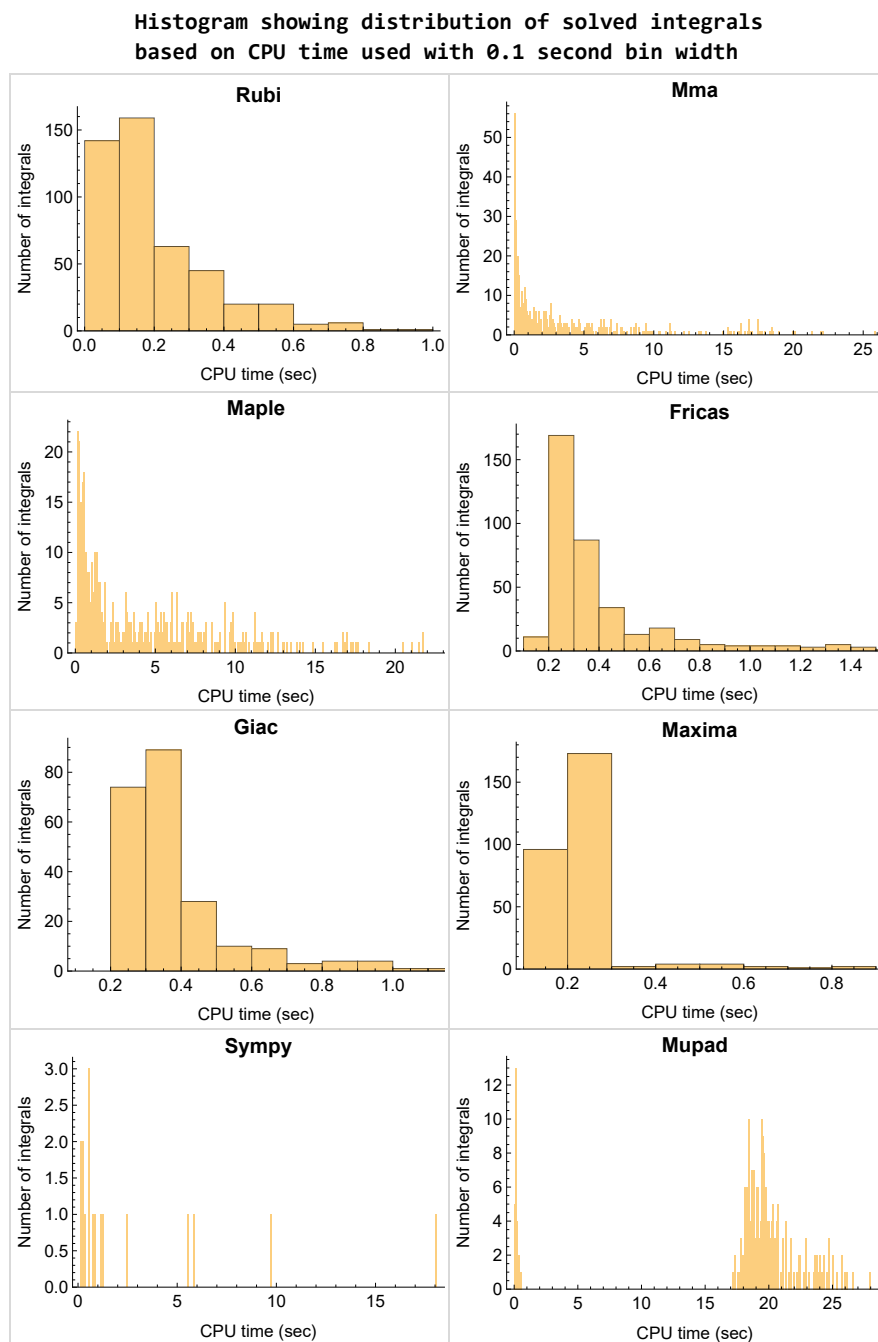 Histogram showing distribution of solved integrals
based on CPU time used with 0.1 second bin width
Rubi
Number of integrals
150
100
50
0
0.0 0.2 0.4 0.6 0.8 1.0
CPU time (sec)
Mma
Number of integrals
50
40
30
20
10
0
0 5 10 15 20 25
CPU time (sec)
Maple
Number of integrals
20
15
10
5
0
0 5 10 15 20
CPU time (sec)
Fricas
Number of integrals
150
100
50
0
0.2 0.4 0.6 0.8 1.0 1.2 1.4
CPU time (sec)
Giac
Number of integrals
80
60
40
20
0
0.2 0.4 0.6 0.8 1.0
CPU time (sec)
Maxima
Number of integrals
150
100
50
0
0.2 0.4 0.6 0.8
CPU time (sec)
Sympy
Number of integrals
3.0
2.5
2.0
1.5
1.0
0.5
0.0
0 5 10 15
CPU time (sec)
Mupad
Number of integrals
12
10
8
6
4
2
0
0 5 10 15 20 25
CPU time (sec)